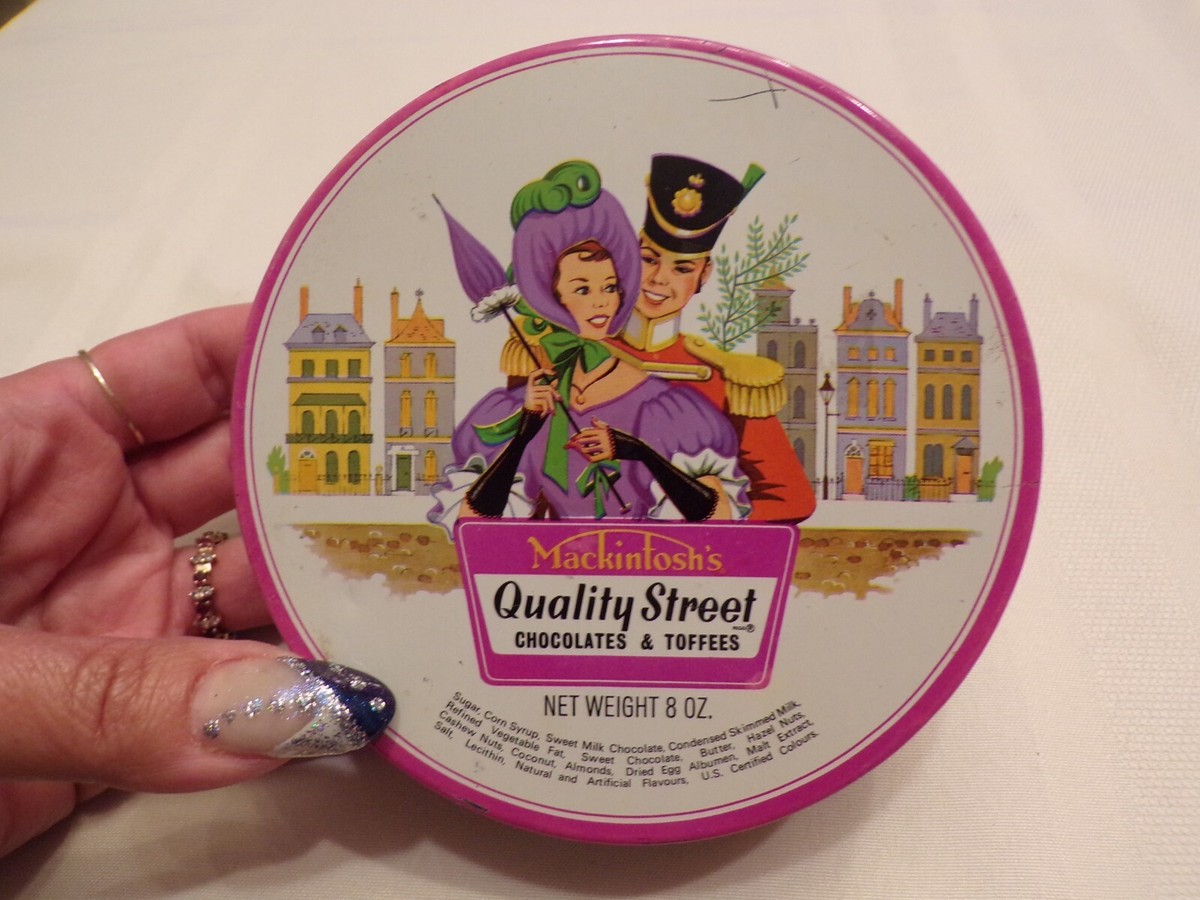 Mackintosh's
Quality Street
CHOCOLATES & TOFFEES
NET WEIGHT 8 OZ.
Sugar, Corn Syrup, Sweet Milk Chocolate, Condensed Skimmed Milk,
Refined Vegetable Fat, Sweet Chocolate, Butter, Hazel Nuts,
Cashew Nuts, Coconut, Almonds, Dried Egg Albumen, Malt Extract,
Salt, Lecithin, Natural and Artificial Flavours, U.S. Certified Colours.